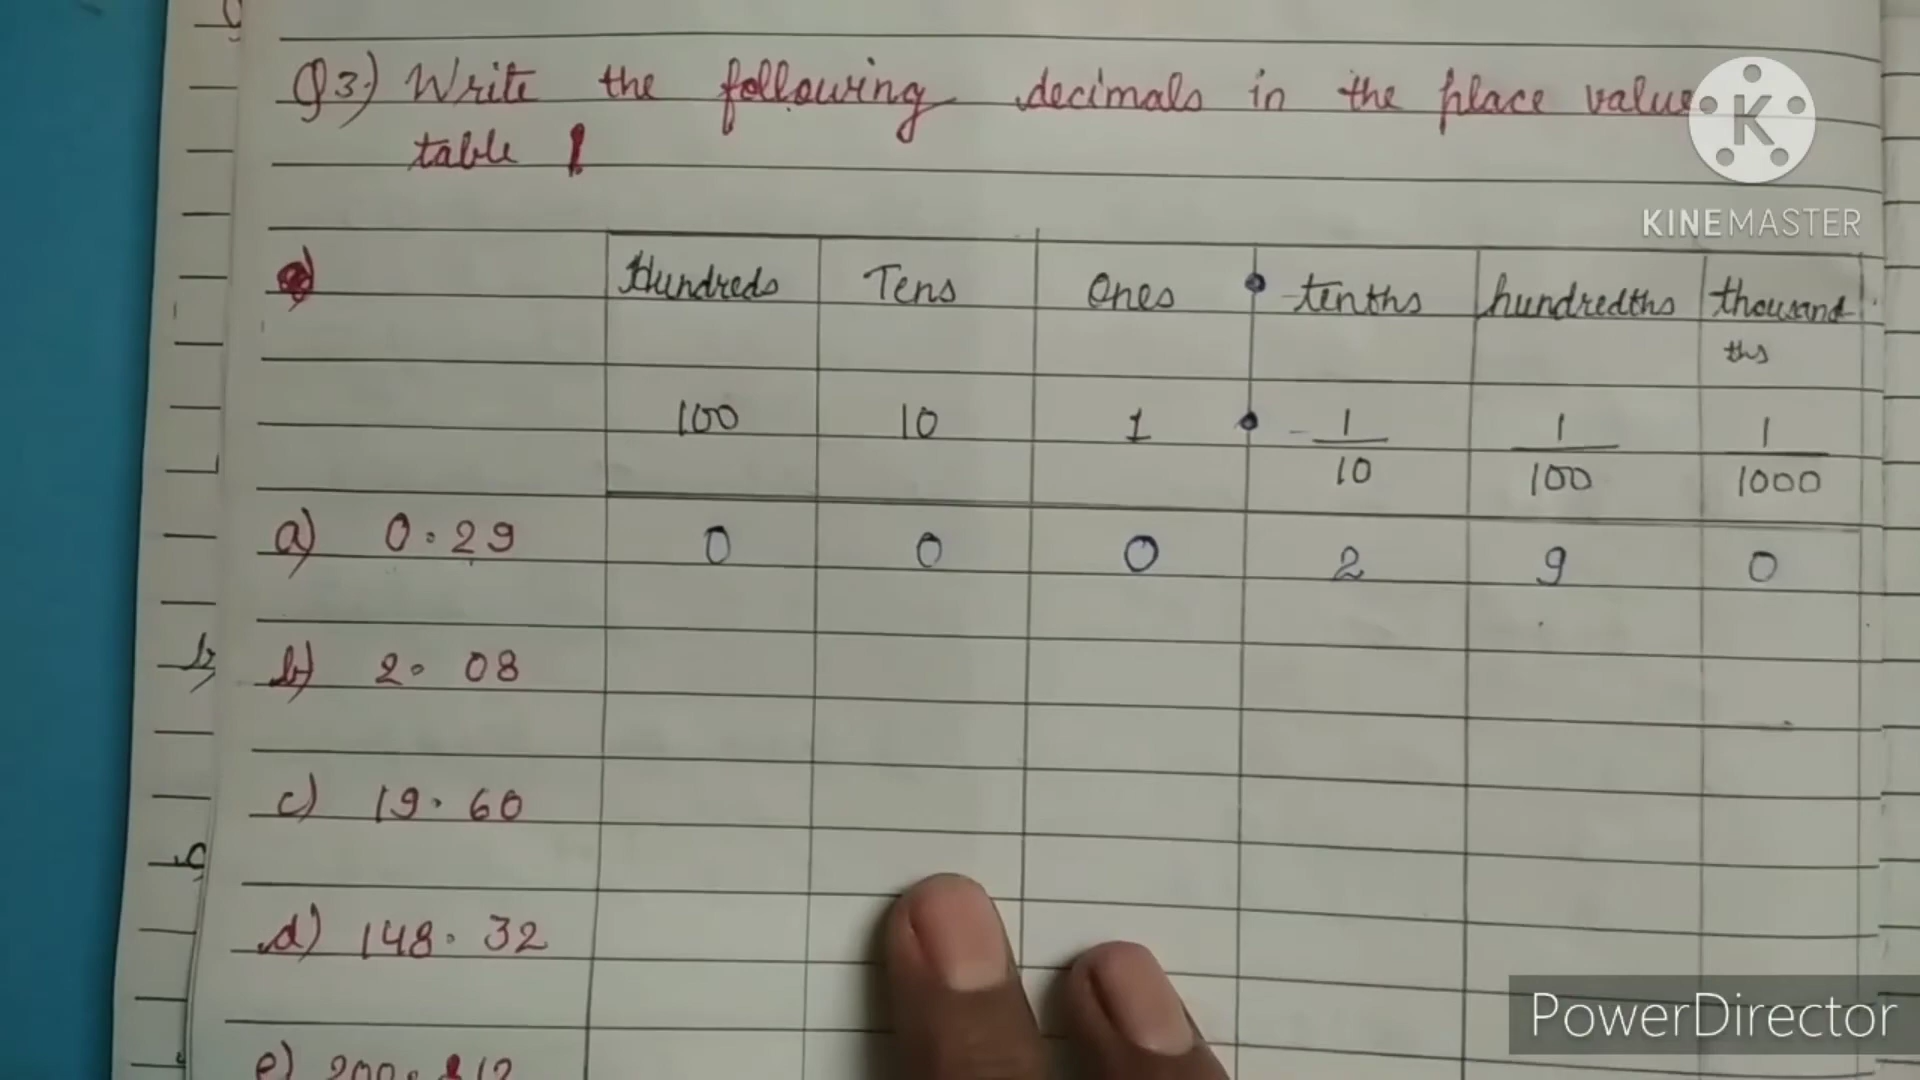 Q3.) Write the following decimals in the place value
table
KINEMASTER
Hundreds Tens Ones • tenths hundredths thousand
ths
100 10 1 • 1/10 1/100 1/1000
a) 0.29 0 0 0 2 9 0
b) 2.08
c) 19.60
d) 148.32
e) 200. 12
PowerDirector